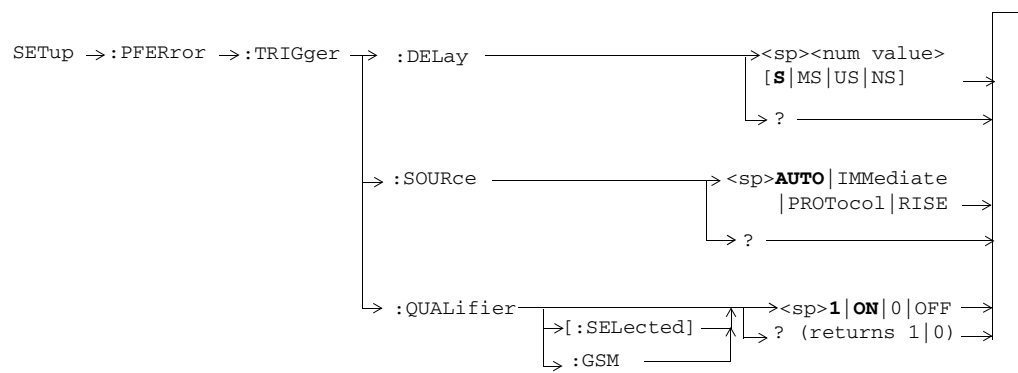 SETup :PFERror :TRIGger :DELay <sp><num value>
[S|MS|US|NS]
?
:SOURce <sp>AUTO|IMMediate
|PROTocol|RISE
?
:QUALifier <sp>1|ON|0|OFF
[:SELected] ? (returns 1|0)
:GSM